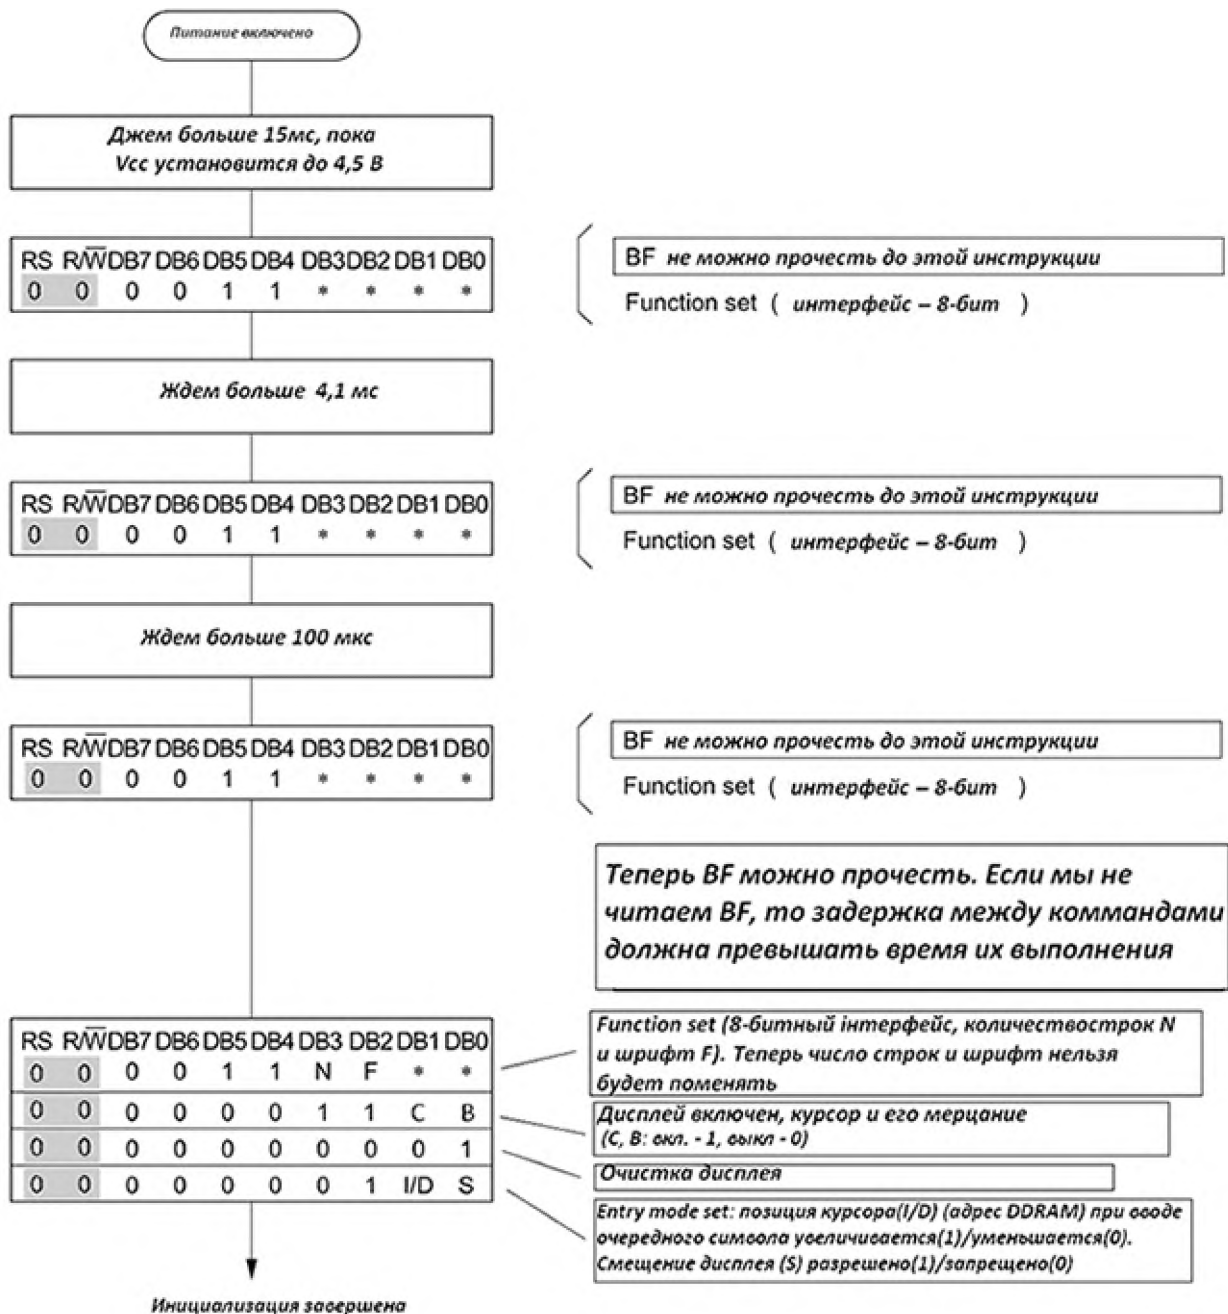 Питание включено
Джем больше 15мс, пока
Vcc установится до 4,5 В
RS R/W DB7 DB6 DB5 DB4 DB3 DB2 DB1 DB0
0 0 0 0 1 1 * * * *
BF не можно прочесть до этой инструкции
Function set ( интерфейс – 8-бит )
Ждем больше 4,1 мс
RS R/W DB7 DB6 DB5 DB4 DB3 DB2 DB1 DB0
0 0 0 0 1 1 * * * *
BF не можно прочесть до этой инструкции
Function set ( интерфейс – 8-бит )
Ждем больше 100 мкс
RS R/W DB7 DB6 DB5 DB4 DB3 DB2 DB1 DB0
0 0 0 0 1 1 * * * *
BF не можно прочесть до этой инструкции
Function set ( интерфейс – 8-бит )
Теперь BF можно прочесть. Если мы не
читаем BF, то задержка между коммандами
должна превышать время их выполнения
RS R/W DB7 DB6 DB5 DB4 DB3 DB2 DB1 DB0
0 0 0 0 1 1 N F * *
0 0 0 0 0 0 1 1 C B
0 0 0 0 0 0 0 0 0 1
0 0 0 0 0 0 0 1 I/D S
Function set (8-битный інтерфейс, количествострок N
и шрифт F). Теперь число строк и шрифт нельзя
будет поменять
Дисплей включен, курсор и его мерцание
(C, B: вкл. - 1, выкл - 0)
Очистка дисплея
Entry mode set: позиция курсора(I/D) (адрес DDRAM) при вводе
очередного символа увеличивается(1)/уменьшается(0).
Смещение дисплея (S) разрешено(1)/запрещено(0)
Инициализация завершена